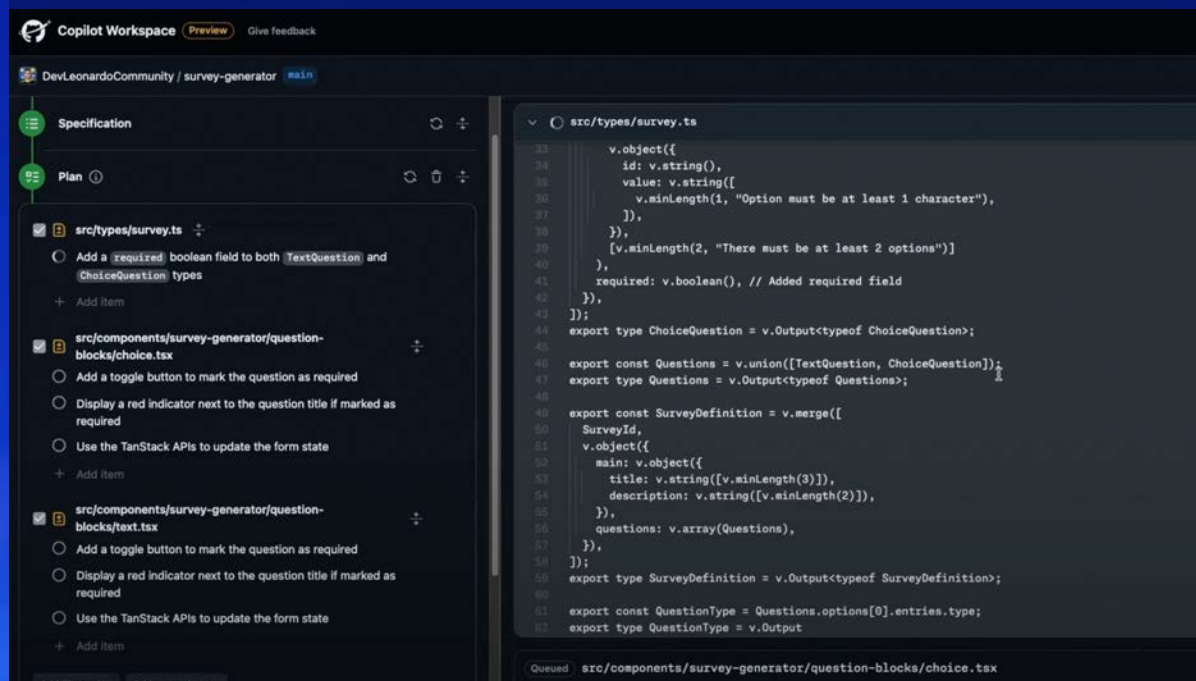 Copilot Workspace Preview Give feedback
DevLeonardoCommunity / survey-generator main
Specification
Plan
src/types/survey.ts
Add a required boolean field to both TextQuestion and
ChoiceQuestion types
+ Add item
src/components/survey-generator/question-
blocks/choice.tsx
Add a toggle button to mark the question as required
Display a red indicator next to the question title if marked as
required
Use the TanStack APIs to update the form state
+ Add item
src/components/survey-generator/question-
blocks/text.tsx
Add a toggle button to mark the question as required
Display a red indicator next to the question title if marked as
required
Use the TanStack APIs to update the form state
+ Add item
src/types/survey.ts
33 v.object({
34 id: v.string(),
35 value: v.string([
36 v.minLength(1, "Option must be at least 1 character"),
37 ]),
38 }),
39 [v.minLength(2, "There must be at least 2 options")]
40 ),
41 required: v.boolean(), // Added required field
42 }),
43 ]);
44 export type ChoiceQuestion = v.Output<typeof ChoiceQuestion>;
45
46 export const Questions = v.union([TextQuestion, ChoiceQuestion]);
47 export type Questions = v.Output<typeof Questions>;
48
49 export const SurveyDefinition = v.merge([
50 SurveyId,
51 v.object({
52 main: v.object({
53 title: v.string([v.minLength(3)]),
54 description: v.string([v.minLength(2)]),
55 }),
56 questions: v.array(Questions),
57 }),
58 ]);
59 export type SurveyDefinition = v.Output<typeof SurveyDefinition>;
60
61 export const QuestionType = Questions.options[0].entries.type;
62 export type QuestionType = v.Output
Queued src/components/survey-generator/question-blocks/choice.tsx